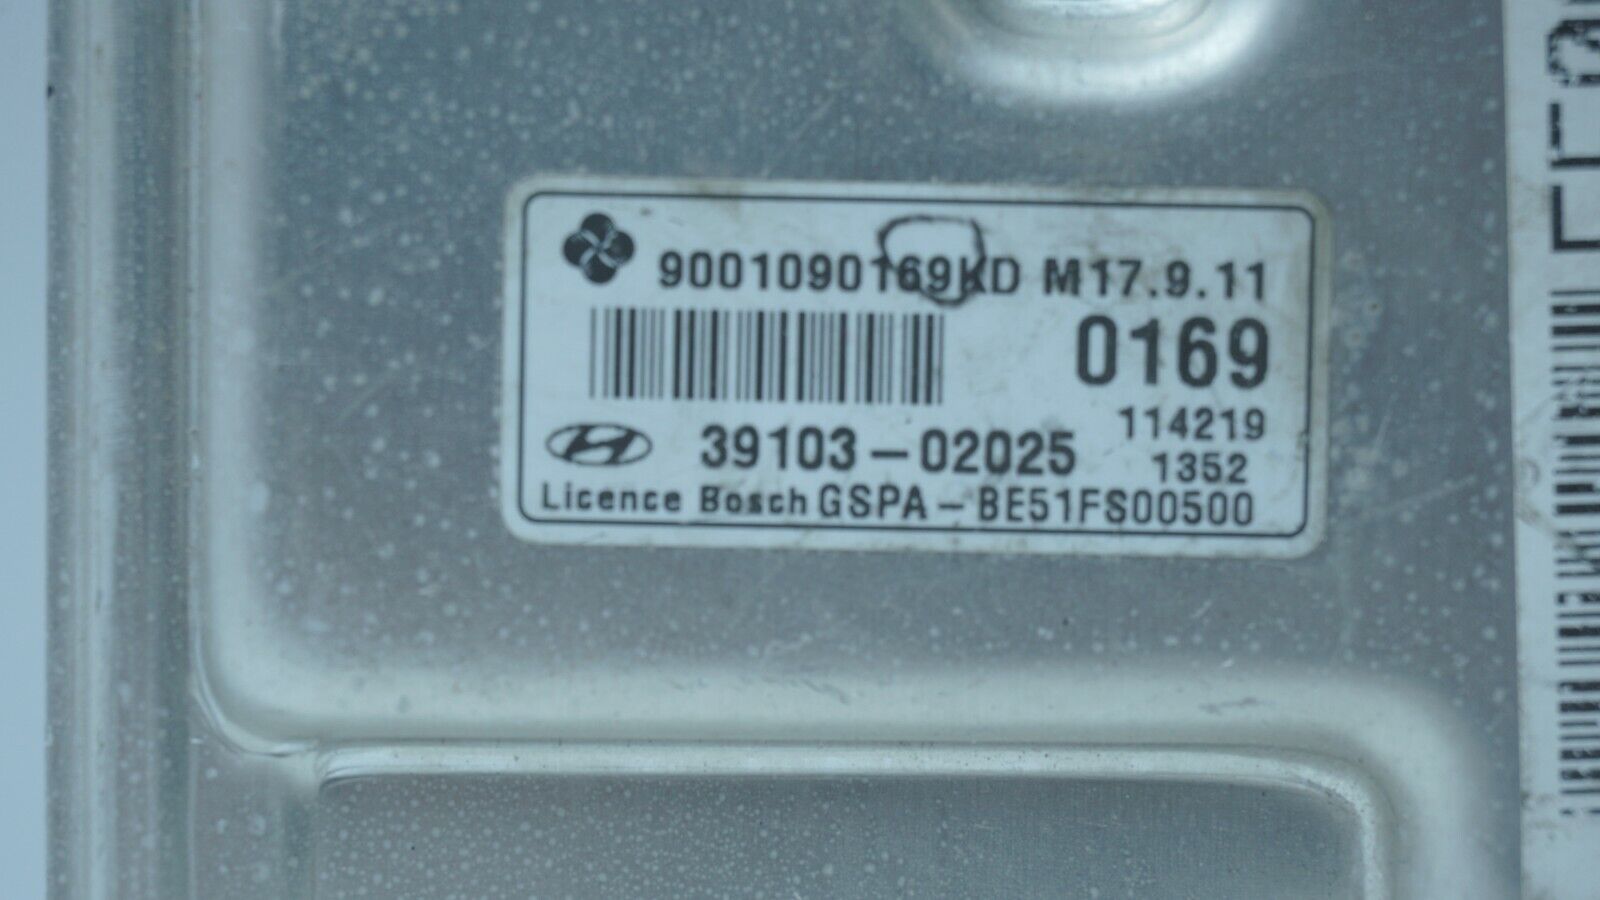 9001090169KD M17.9.11
0169
114219
39103-02025
1352
Licence Bosch GSPA-BE51FS00500